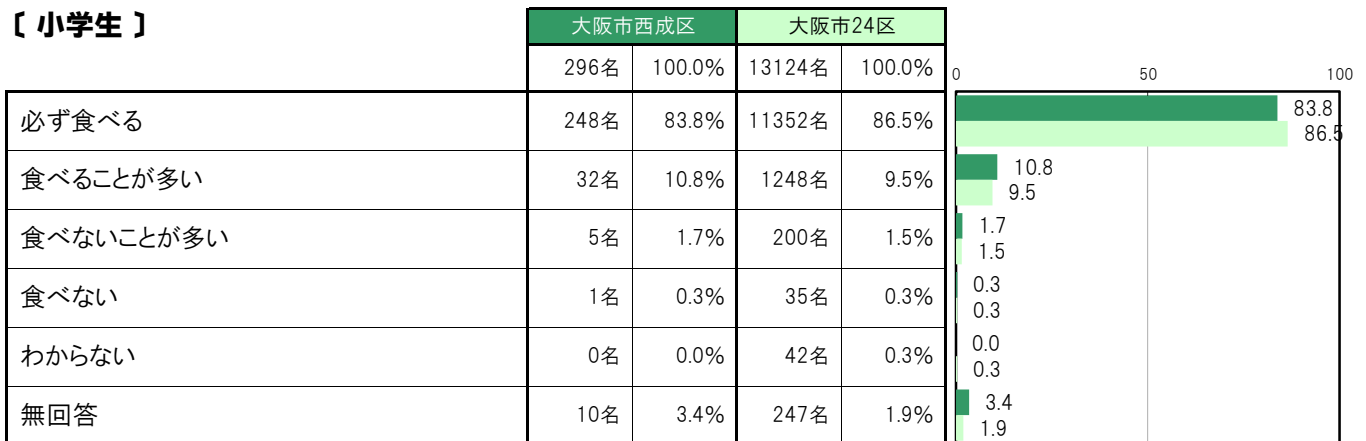 〔 小学生 〕
大阪市西成区 大阪市24区
296名 100.0% 13124名 100.0%
0 50 100
必ず食べる 248名 83.8% 11352名 86.5%
83.8
86.5
食べることが多い 32名 10.8% 1248名 9.5%
10.8
9.5
食べないことが多い 5名 1.7% 200名 1.5%
1.7
1.5
食べない 1名 0.3% 35名 0.3%
0.3
0.3
わからない 0名 0.0% 42名 0.3%
0.0
0.3
無回答 10名 3.4% 247名 1.9%
3.4
1.9